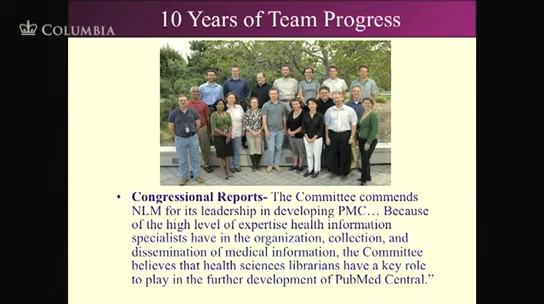 COLUMBIA
10 Years of Team Progress
• Congressional Reports- The Committee commends
NLM for its leadership in developing PMC... Because
of the high level of expertise health information
specialists have in the organization, collection, and
dissemination of medical information, the Committee
believes that health sciences librarians have a key role
to play in the further development of PubMed Central.”